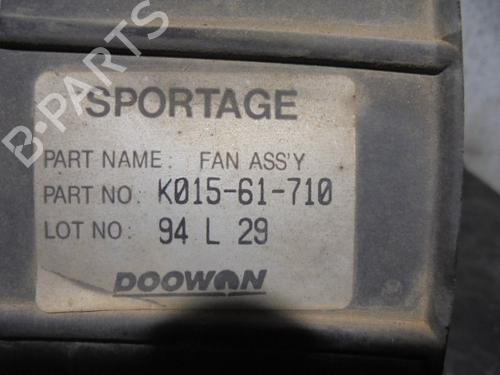 SPORTAGE
PART NAME: FAN ASS'Y
PART NO: K015-61-710
LOT NO: 94 L 29
DOOWON
B-PARTS